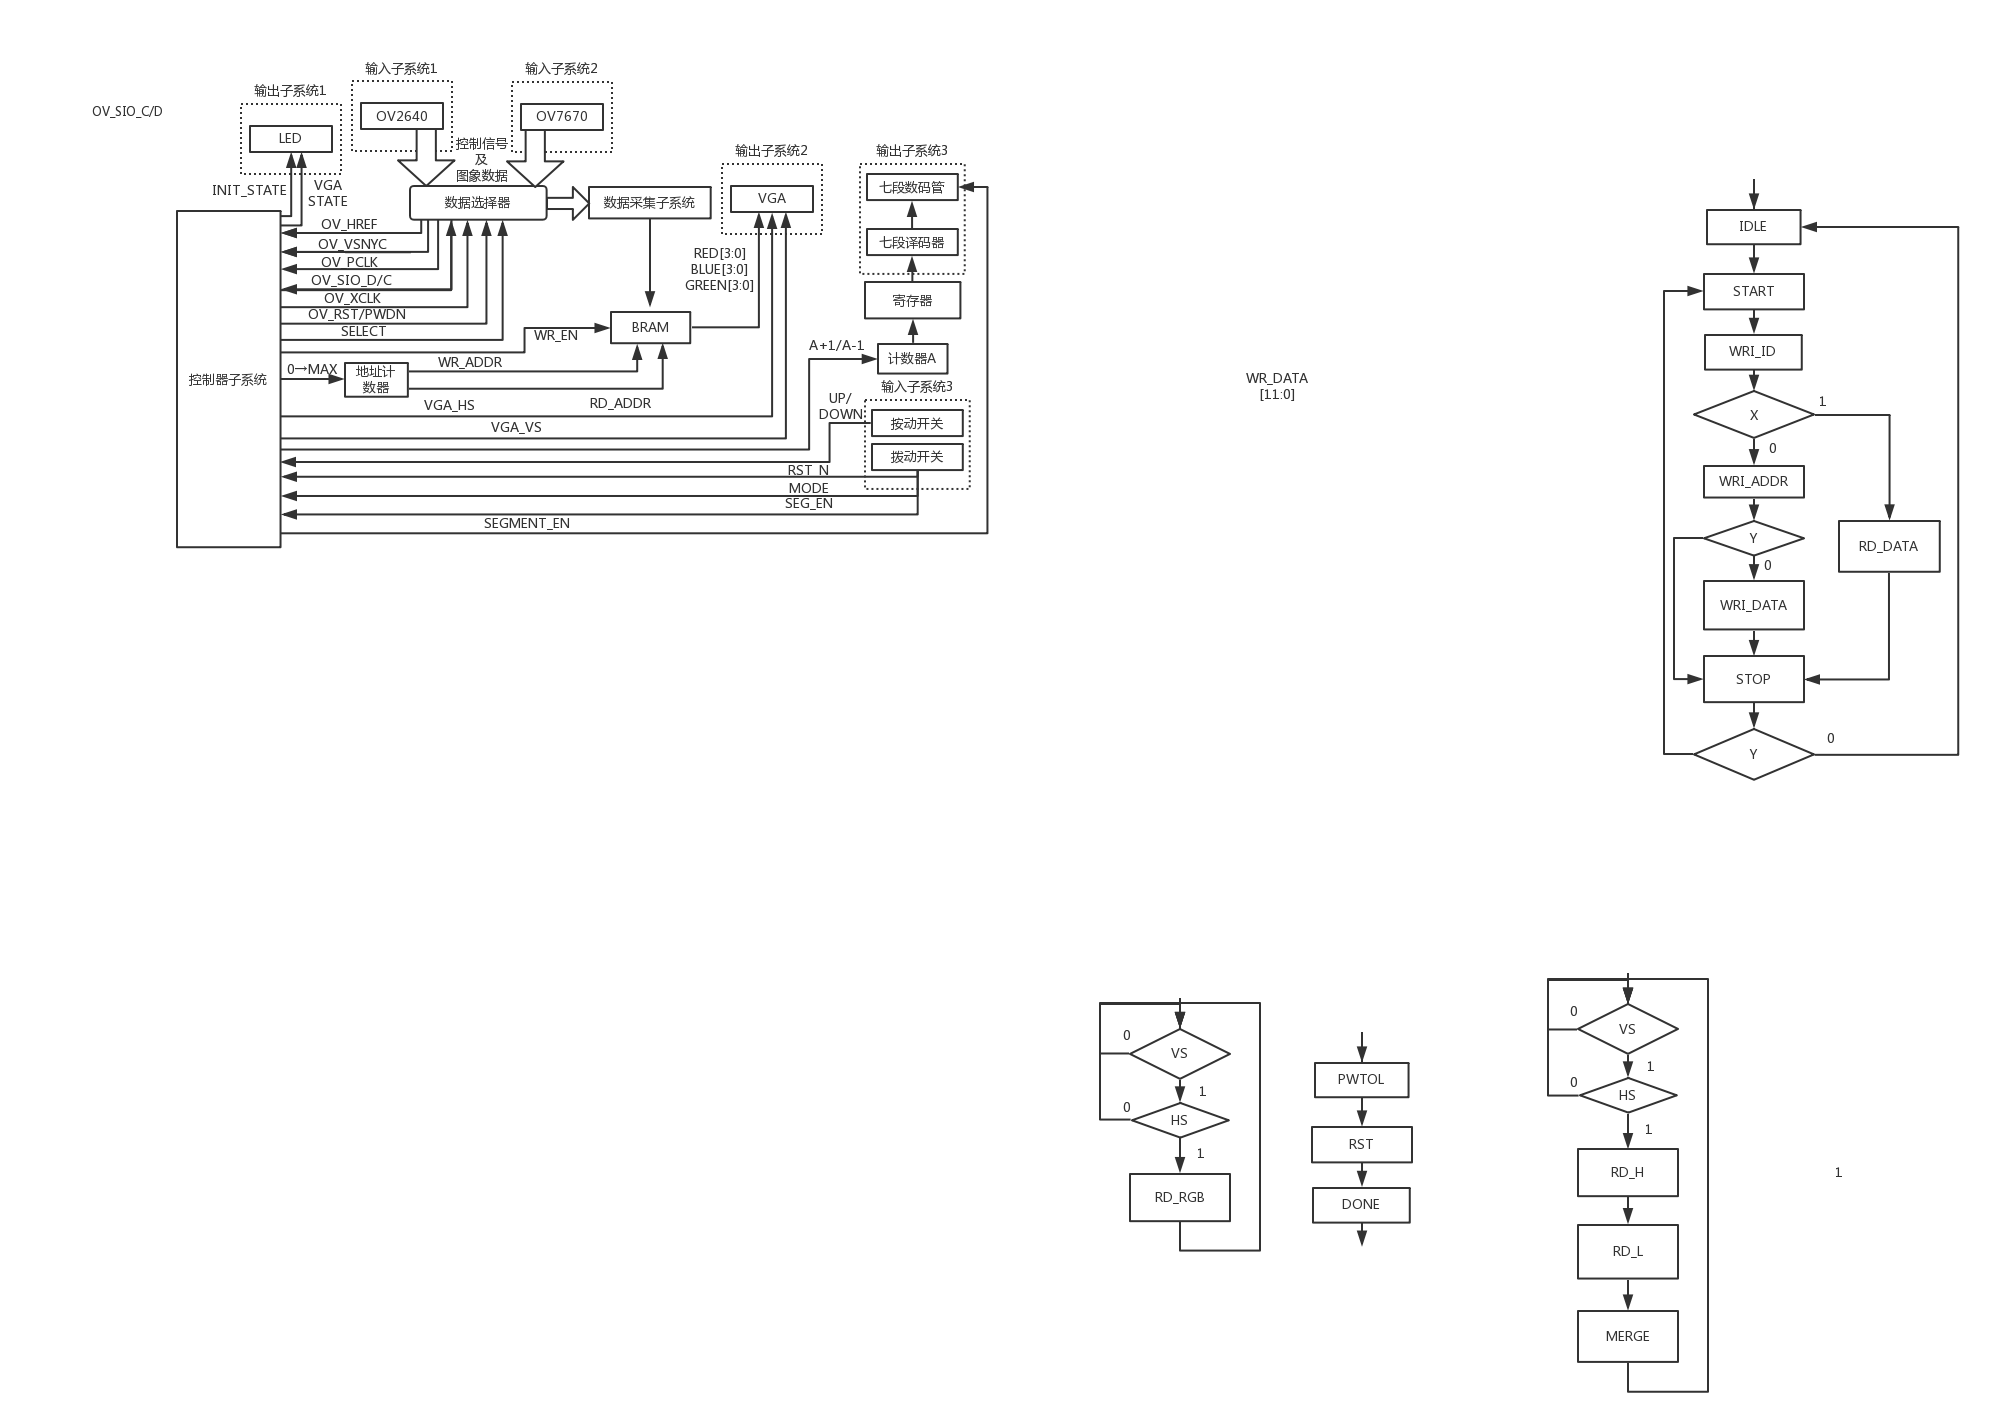 输入子系统1
输入子系统2
输出子系统1
OV_SIO_C/D
OV2640
OV7670
LED
控制信号
及
图象数据
输出子系统2
输出子系统3
INIT_STATE
VGA
STATE
数据选择器
数据采集子系统
VGA
七段数码管
OV_HREF
OV_VSNYC
OV_PCLK
OV_SIO_D/C
OV_XCLK
OV_RST/PWDN
SELECT
RED[3:0]
BLUE[3:0]
GREEN[3:0]
七段译码器
寄存器
BRAM
WR_EN
A+1/A-1
计数器A
控制器子系统
0→MAX
地址计
数器
WR_ADDR
RD_ADDR
VGA_HS
VGA_VS
输入子系统3
UP/
DOWN
按动开关
拨动开关
RST_N
MODE
SEG_EN
SEGMENT_EN
WR_DATA
[11:0]
IDLE
START
WRI_ID
X
1
0
WRI_ADDR
Y
0
RD_DATA
WRI_DATA
STOP
Y
0
0
VS
1
0
HS
1
RD_RGB
PWTOL
RST
DONE
0
VS
1
0
HS
1
RD_H
RD_L
MERGE
1